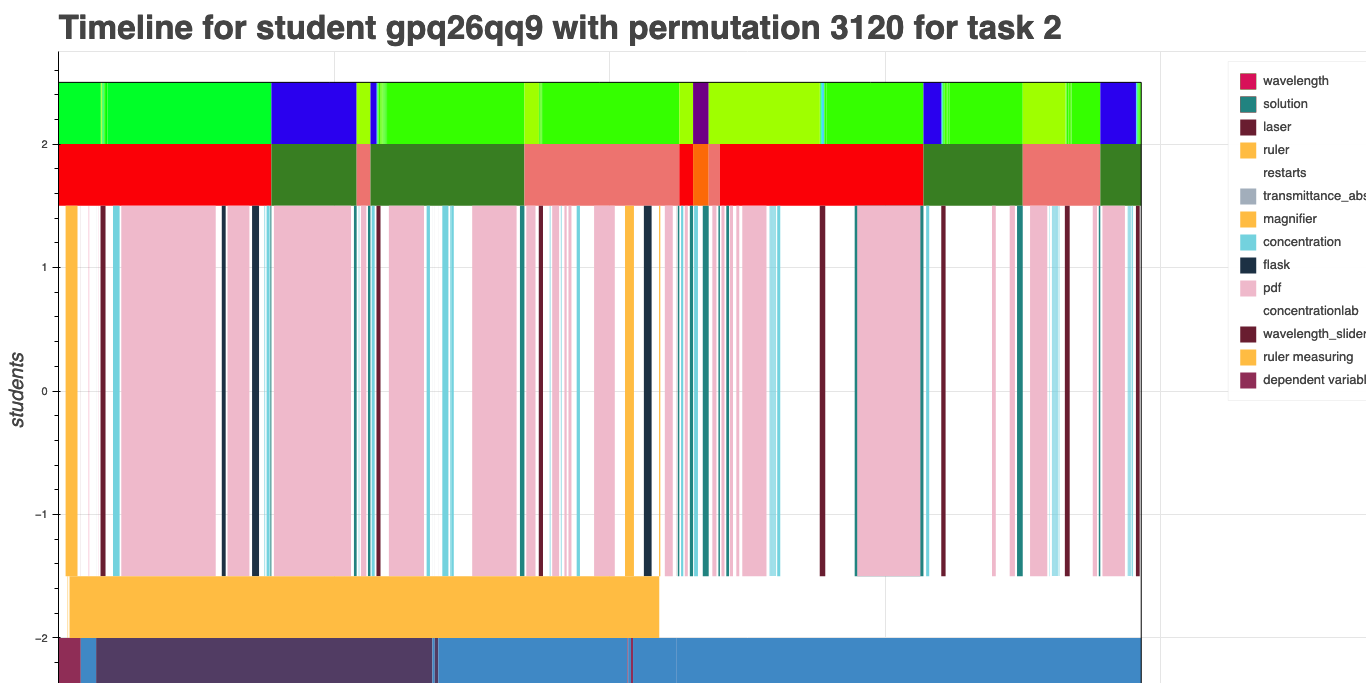 Timeline for student gpq26qq9 with permutation 3120 for task 2
2
1
0
−1
−2
students
wavelength
solution
laser
ruler
restarts
transmittance_abs
magnifier
concentration
flask
pdf
concentrationlab
wavelength_slider
ruler measuring
dependent variabl